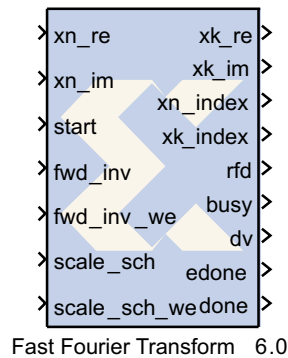 xn_re
xn_im
start
fwd_inv
fwd_inv_we
scale_sch
scale_sch_we
xk_re
xk_im
xn_index
xk_index
rfd
busy
dv
edone
done
Fast Fourier Transform 6.0